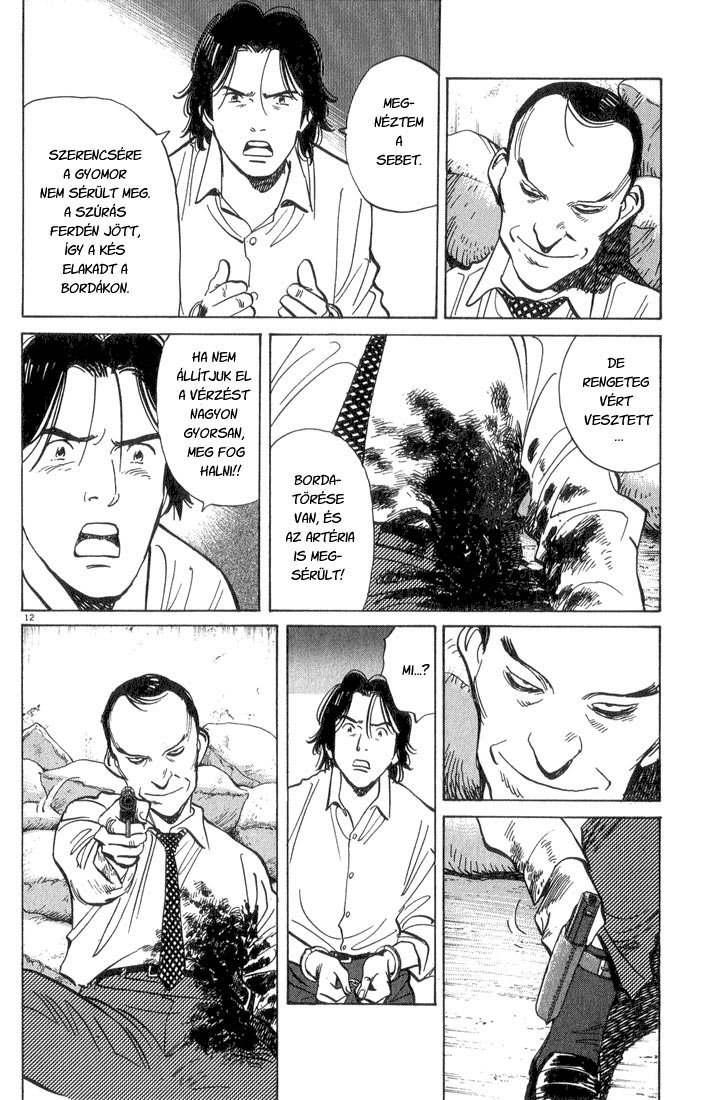 MEG-
NÉZTEM
A
SEBET.
SZERENCSÉRE
A GYOMOR
NEM SÉRÜLT MEG.
A SZÚRÁS
FERDÉN JÖTT,
ÍGY A KÉS
ELAKADT A
BORDÁKON.
DE
RENGETEG
VÉRT
VESZTETT
...
BORDA-
TÖRÉSE
VAN, ÉS
AZ ARTÉRIA
IS MEG-
SÉRÜLT!
HA NEM
ÁLLÍTJUK EL
A VÉRZÉST
NAGYON
GYORSAN,
MEG FOG
HALNI!!
12
MI...?